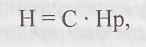 H = C · Hp,